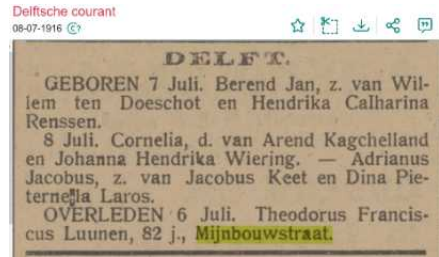 Delftsche courant
08-07-1916
DELFT.
GEBOREN 7 Juli. Berend Jan, z. van Wil-
lem ten Doeschot en Hendrika Calharina
Renssen.
8 Juli. Cornelia, d. van Arend Kagchelland
en Johanna Hendrika Wiering. — Adrianus
Jacobus, z. van Jacobus Keet en Dina Pie-
ternella Laros.
OVERLEDEN 6 Juli. Theodorus Francis-
cus Luunen, 82 j., Mijnbouwstraat.